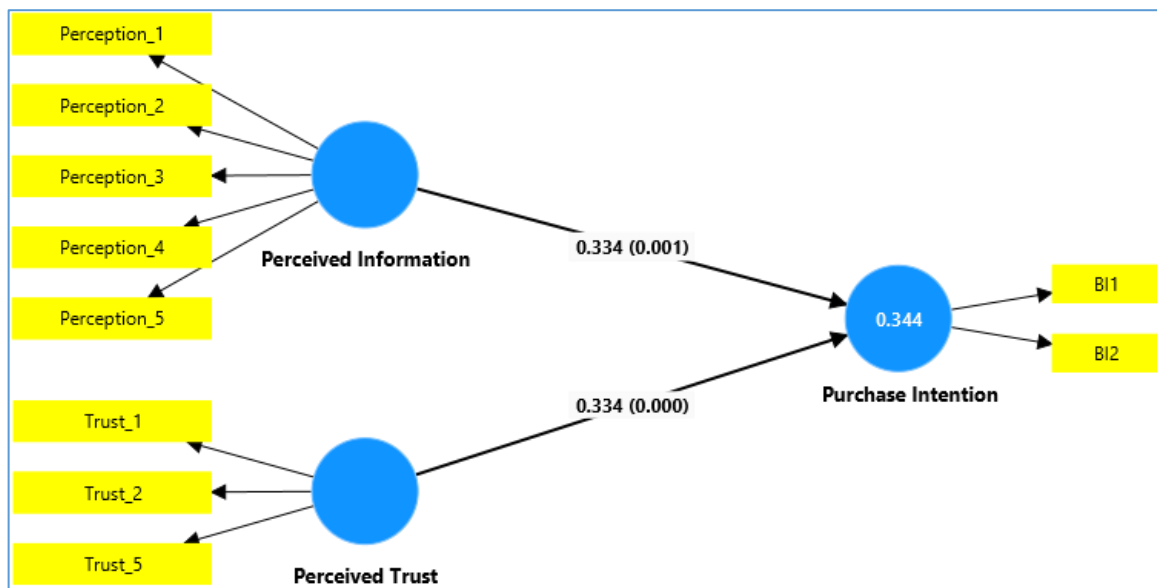 Perception_1
Perception_2
Perception_3
Perception_4
Perception_5
Perceived Information
0.334 (0.001)
Trust_1
Trust_2
Trust_5
Perceived Trust
0.334 (0.000)
0.344
Purchase Intention
BI1
BI2